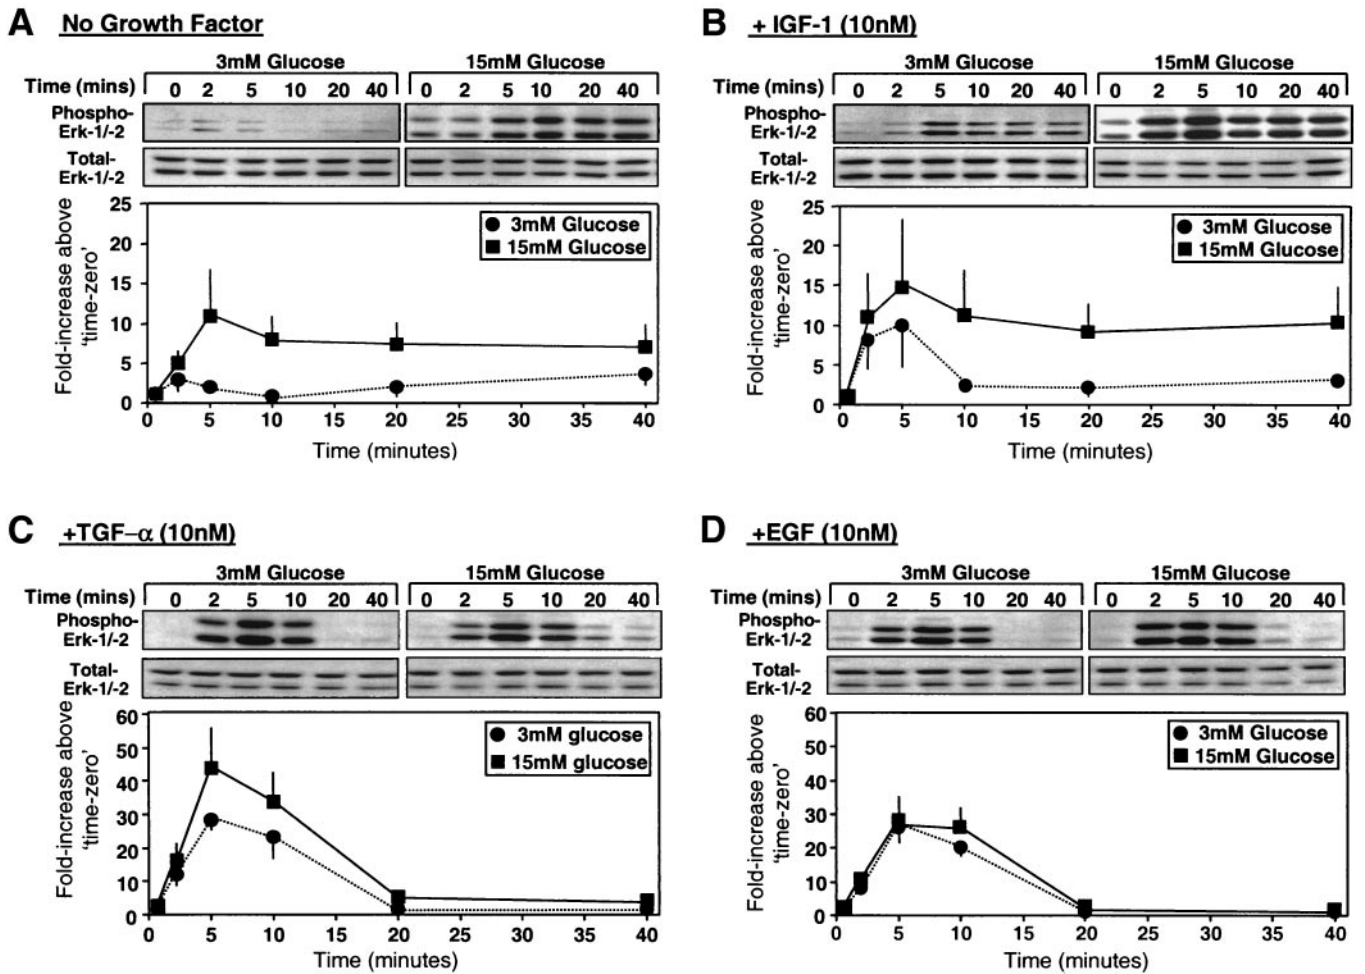 A No Growth Factor
3mM Glucose 15mM Glucose
Time (mins) 0 2 5 10 20 40 0 2 5 10 20 40
Phospho-
Erk-1/-2
Total-
Erk-1/-2
Fold-increase above
'time-zero'
25
20
15
10
5
0
3mM Glucose
15mM Glucose
0 5 10 15 20 25 30 35 40
Time (minutes)
B + IGF-1 (10nM)
3mM Glucose 15mM Glucose
Time (mins) 0 2 5 10 20 40 0 2 5 10 20 40
Phospho-
Erk-1/-2
Total-
Erk-1/-2
Fold-increase above
'time-zero'
25
20
15
10
5
0
3mM Glucose
15mM Glucose
0 5 10 15 20 25 30 35 40
Time (minutes)
C +TGF–α (10nM)
3mM Glucose 15mM Glucose
Time (mins) 0 2 5 10 20 40 0 2 5 10 20 40
Phospho-
Erk-1/-2
Total-
Erk-1/-2
Fold-increase above
'time-zero'
60
50
40
30
20
10
0
3mM glucose
15mM glucose
0 5 10 15 20 25 30 35 40
Time (minutes)
D +EGF (10nM)
3mM Glucose 15mM Glucose
Time (mins) 0 2 5 10 20 40 0 2 5 10 20 40
Phospho-
Erk-1/-2
Total-
Erk-1/-2
Fold-increase above
'time-zero'
60
50
40
30
20
10
0
3mM Glucose
15mM Glucose
0 5 10 15 20 25 30 35 40
Time (minutes)